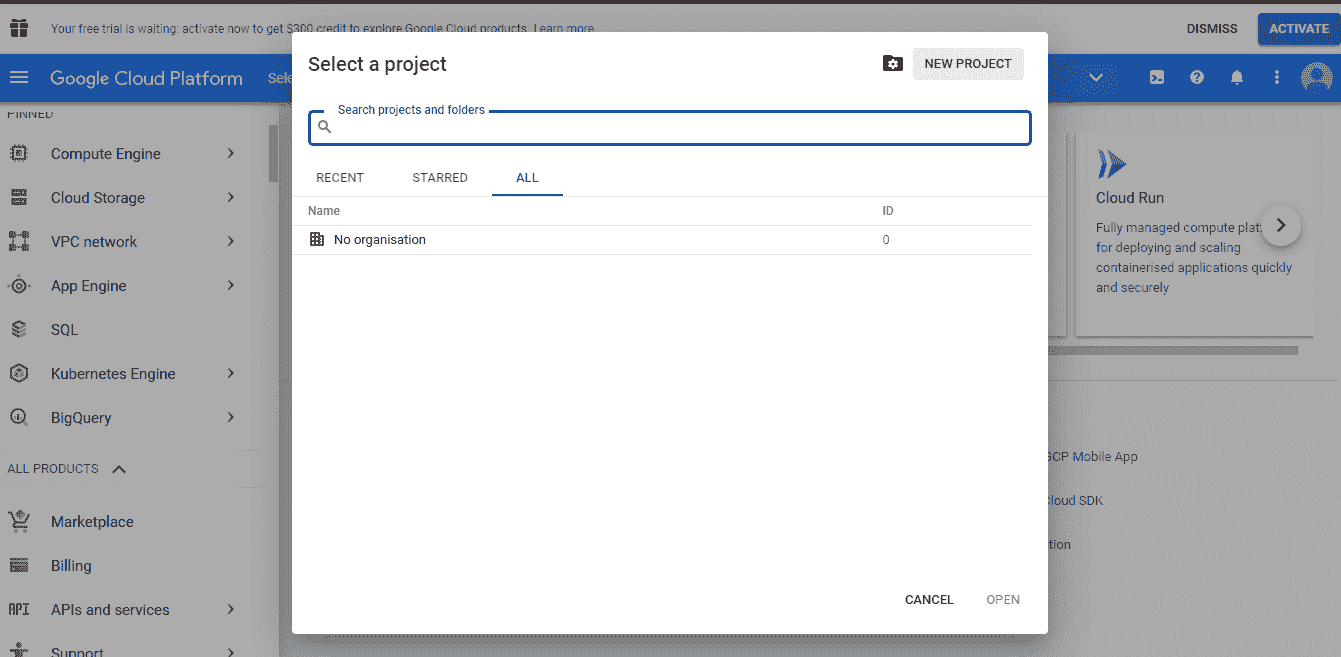 Your free trial is waiting: activate now to get $300 credit to explore Google Cloud products. Learn more
DISMISS
ACTIVATE
Google Cloud Platform
Sele
PINNED
Compute Engine
Cloud Storage
VPC network
App Engine
SQL
Kubernetes Engine
BigQuery
ALL PRODUCTS
Marketplace
Billing
API APIs and services
Support
Select a project
NEW PROJECT
Search projects and folders
RECENT
STARRED
ALL
Name
ID
No organisation
0
CANCEL
OPEN
Cloud Run
Fully managed compute plat
for deploying and scaling
containerised applications quickly
and securely
GCP Mobile App
Cloud SDK
tion